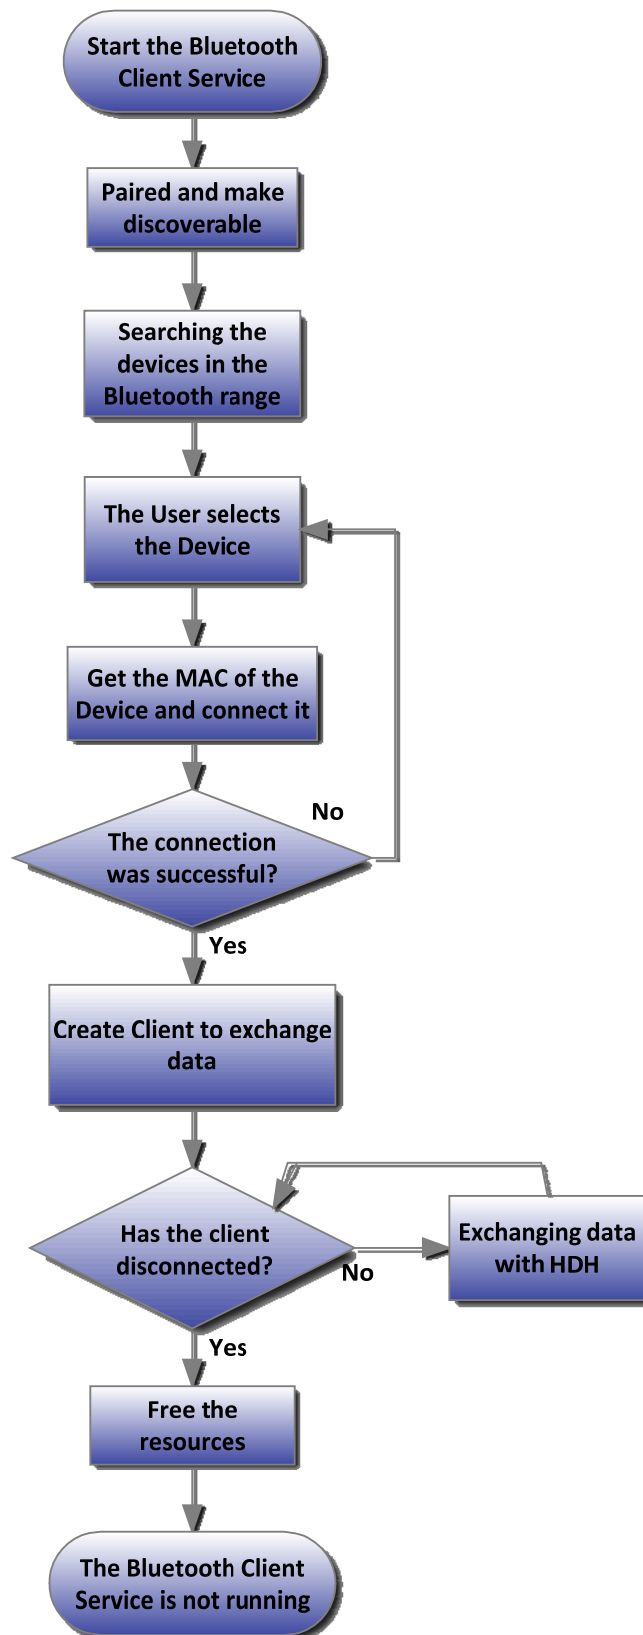 Start the Bluetooth
Client Service
Paired and make
discoverable
Searching the
devices in the
Bluetooth range
The User selects
the Device
Get the MAC of the
Device and connect it
No
The connection
was successful?
Yes
Create Client to exchange
data
Has the client
disconnected?
No
Exchanging data
with HDH
Yes
Free the
resources
The Bluetooth Client
Service is not running